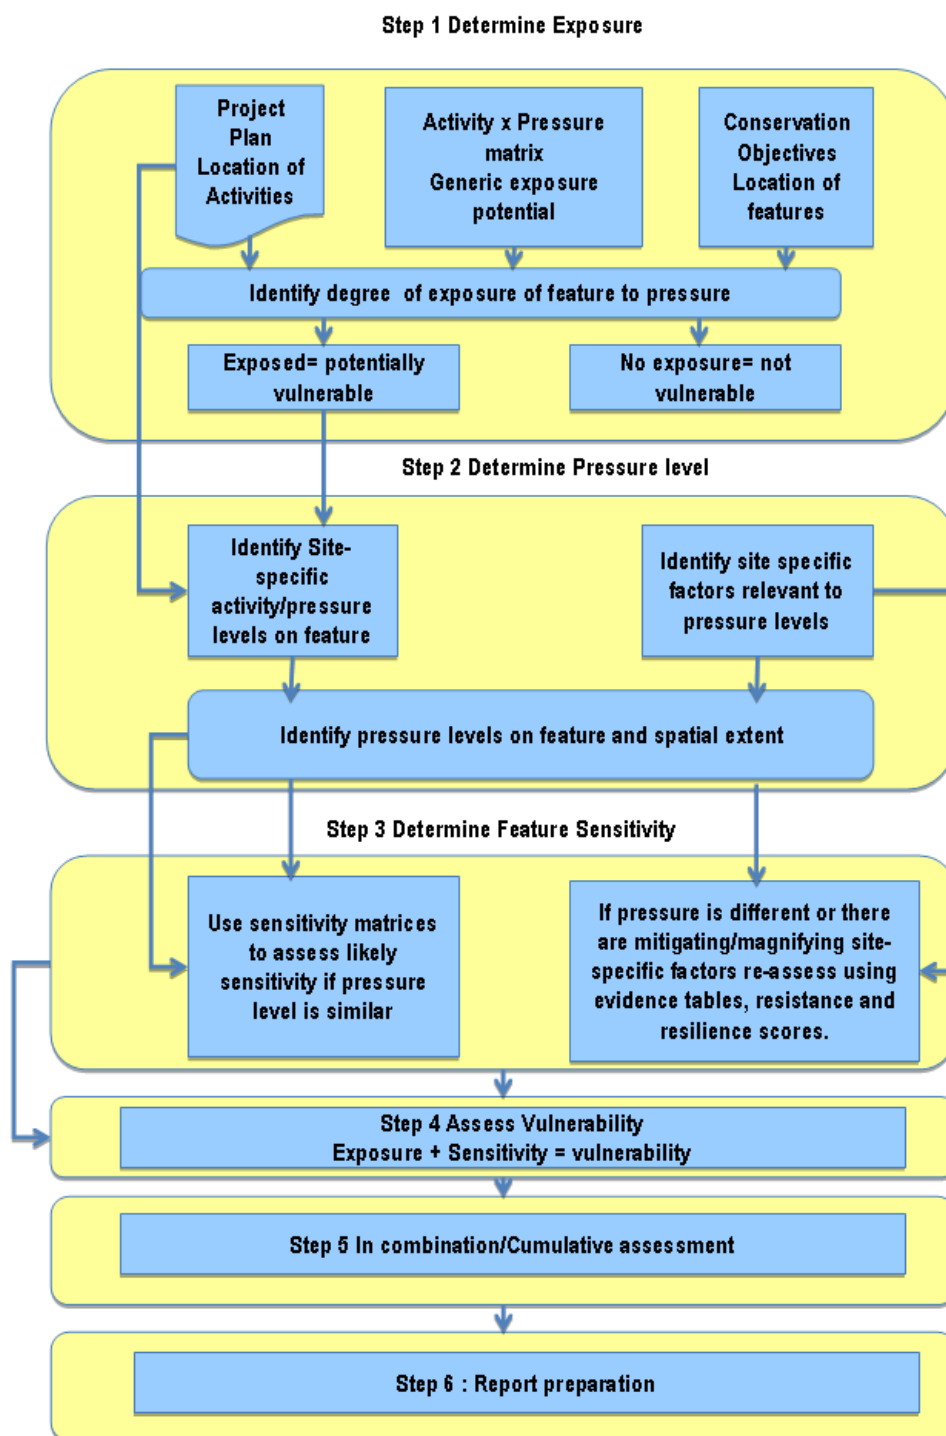 Step 1 Determine Exposure
Project
Plan
Location of
Activities
Activity x Pressure
matrix
Generic exposure
potential
Conservation
Objectives
Location of
features
Identify degree of exposure of feature to pressure
Exposed= potentially
vulnerable
No exposure= not
vulnerable
Step 2 Determine Pressure level
Identify Site-
specific
activity/pressure
levels on feature
Identify site specific
factors relevant to
pressure levels
Identify pressure levels on feature and spatial extent
Step 3 Determine Feature Sensitivity
Use sensitivity matrices
to assess likely
sensitivity if pressure
level is similar
If pressure is different or there
are mitigating/magnifying site-
specific factors re-assess using
evidence tables, resistance and
resilience scores.
Step 4 Assess Vulnerability
Exposure + Sensitivity = vulnerability
Step 5 In combination/Cumulative assessment
Step 6 : Report preparation